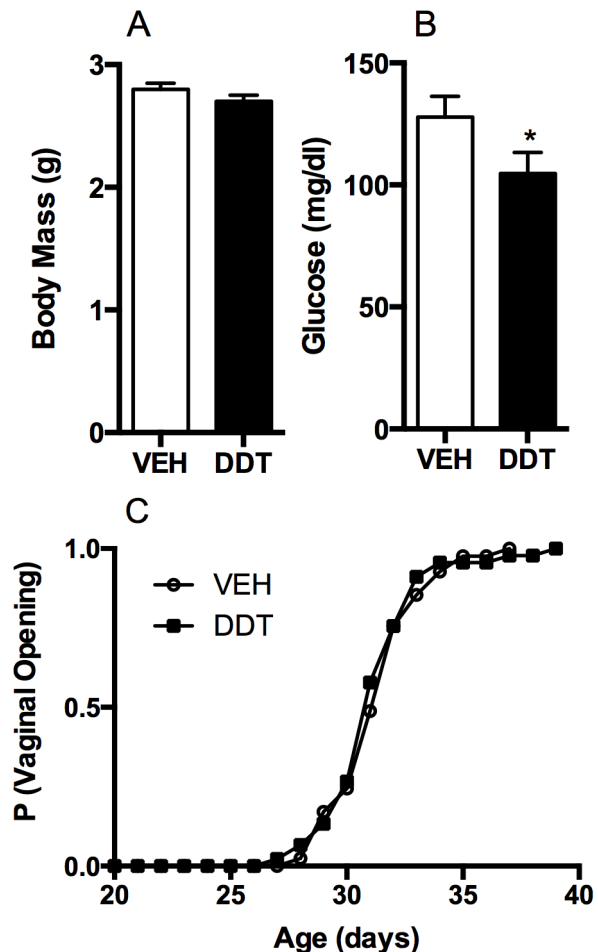 A
Body Mass (g)
3
2
1
0
VEH DDT
B
Glucose (mg/dl)
150
100
50
0
*
VEH DDT
C
P (Vaginal Opening)
1.0
0.5
0.0
VEH
DDT
20 25 30 35 40
Age (days)